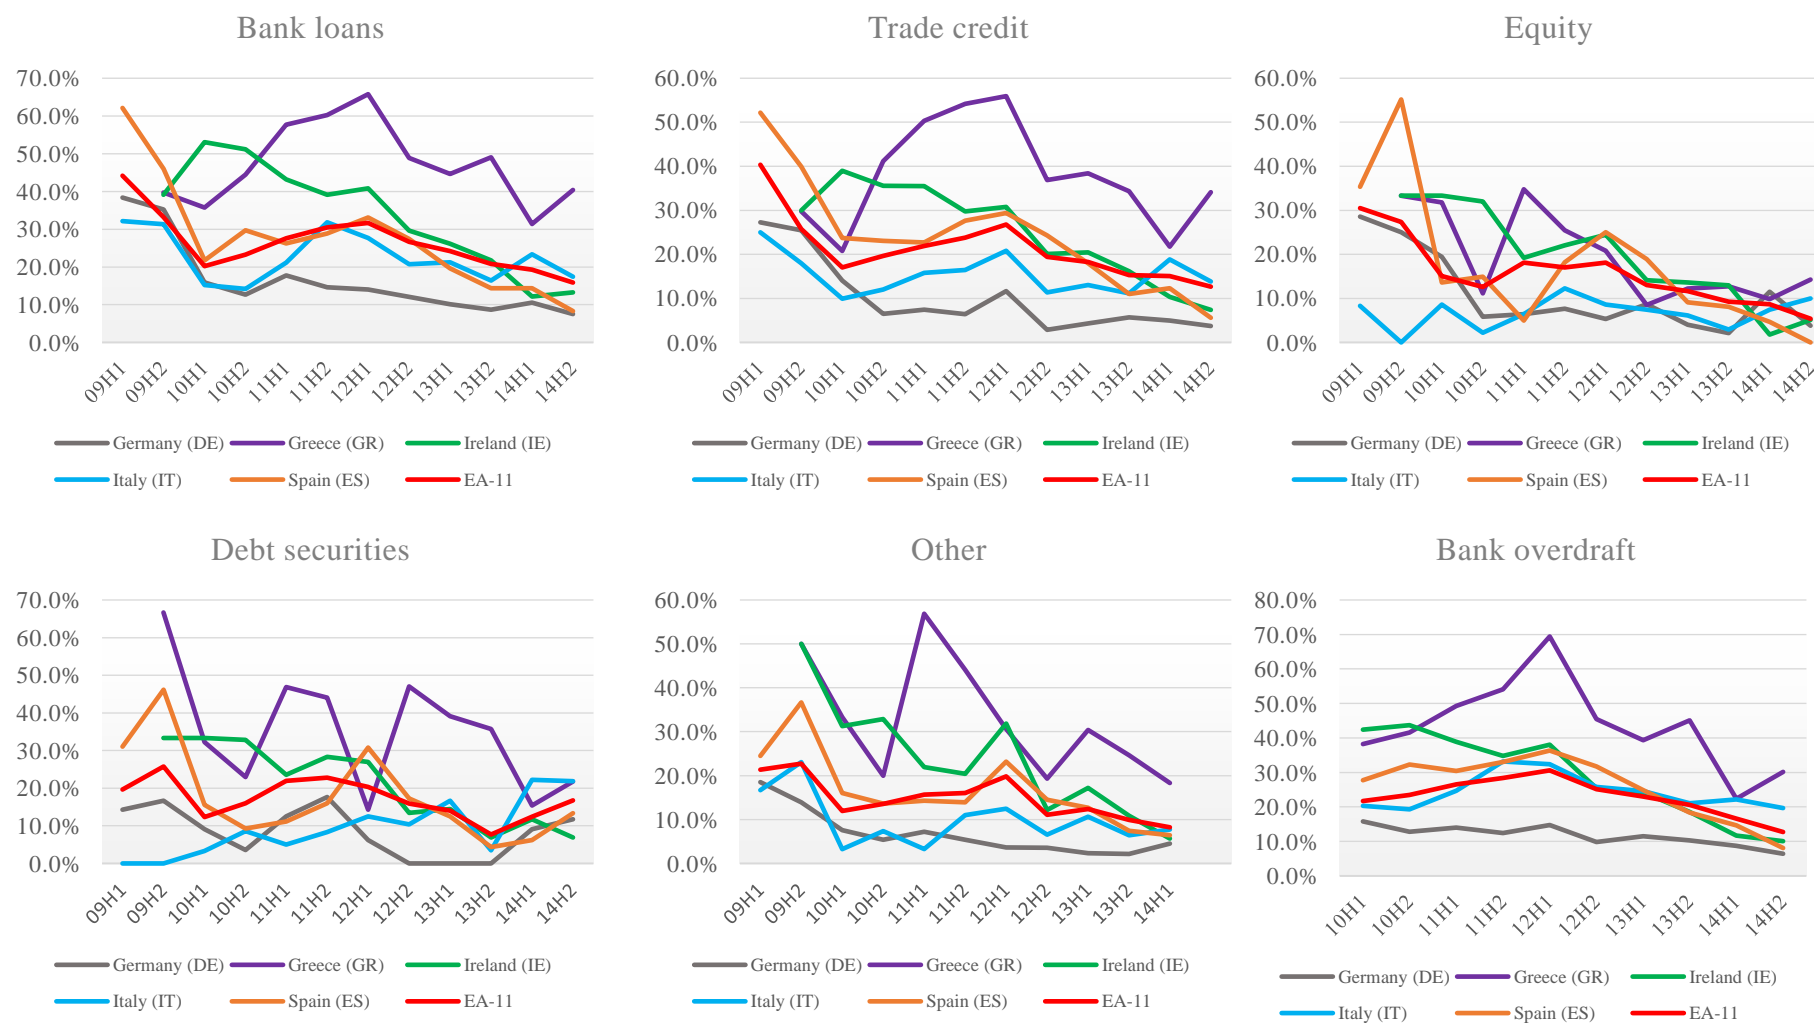 Bank loans
70.0%
60.0%
50.0%
40.0%
30.0%
20.0%
10.0%
0.0%
09H1 09H2 10H1 10H2 11H1 11H2 12H1 12H2 13H1 13H2 14H1 14H2
Germany (DE) Greece (GR) Ireland (IE)
Italy (IT) Spain (ES) EA-11
Trade credit
60.0%
50.0%
40.0%
30.0%
20.0%
10.0%
0.0%
09H1 09H2 10H1 10H2 11H1 11H2 12H1 12H2 13H1 13H2 14H1 14H2
Germany (DE) Greece (GR) Ireland (IE)
Italy (IT) Spain (ES) EA-11
Equity
60.0%
50.0%
40.0%
30.0%
20.0%
10.0%
0.0%
09H1 09H2 10H1 10H2 11H1 11H2 12H1 12H2 13H1 13H2 14H1 14H2
Germany (DE) Greece (GR) Ireland (IE)
Italy (IT) Spain (ES) EA-11
Debt securities
70.0%
60.0%
50.0%
40.0%
30.0%
20.0%
10.0%
0.0%
09H1 09H2 10H1 10H2 11H1 11H2 12H1 12H2 13H1 13H2 14H1 14H2
Germany (DE) Greece (GR) Ireland (IE)
Italy (IT) Spain (ES) EA-11
Other
60.0%
50.0%
40.0%
30.0%
20.0%
10.0%
0.0%
09H1 09H2 10H1 10H2 11H1 11H2 12H1 12H2 13H1 13H2 14H1
Germany (DE) Greece (GR) Ireland (IE)
Italy (IT) Spain (ES) EA-11
Bank overdraft
80.0%
70.0%
60.0%
50.0%
40.0%
30.0%
20.0%
10.0%
0.0%
10H1 10H2 11H1 11H2 12H1 12H2 13H1 13H2 14H1 14H2
Germany (DE) Greece (GR) Ireland (IE)
Italy (IT) Spain (ES) EA-11